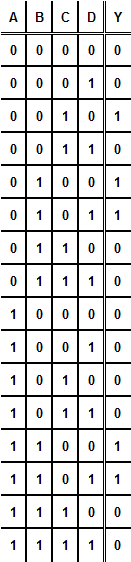 A B C D Y
0 0 0 0 0
0 0 0 1 0
0 0 1 0 1
0 0 1 1 0
0 1 0 0 1
0 1 0 1 1
0 1 1 0 0
0 1 1 1 0
1 0 0 0 0
1 0 0 1 0
1 0 1 0 0
1 0 1 1 0
1 1 0 0 1
1 1 0 1 1
1 1 1 0 0
1 1 1 1 0